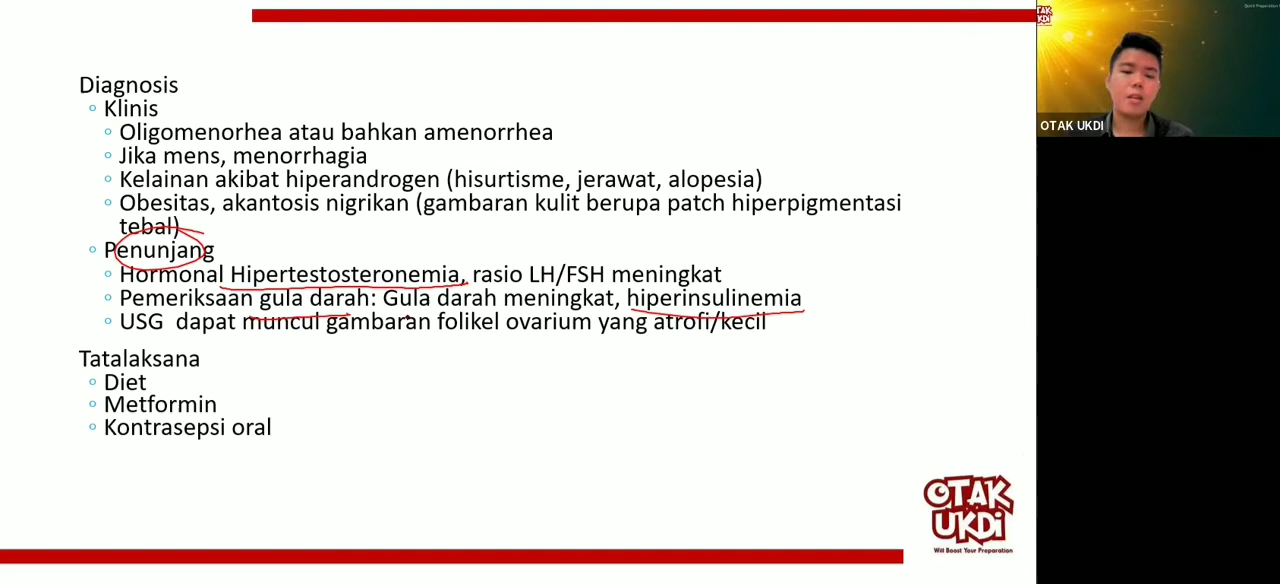 Diagnosis
Klinis
Oligomenorhea atau bahkan amenorrhea
Jika mens, menorrhagia
Kelainan akibat hiperandrogen (hisurtisme, jerawat, alopesia)
Obesitas, akantosis nigrikan (gambaran kulit berupa patch hiperpigmentasi
tebal)
Penunjang
Hormonal Hipertestosteronemia, rasio LH/FSH meningkat
Pemeriksaan gula darah: Gula darah meningkat, hiperinsulinemia
USG dapat muncul gambaran folikel ovarium yang atrofi/kecil
Tatalaksana
Diet
Metformin
Kontrasepsi oral
OTAK
UKDI
Will Boost Your Preparation
OTAK UKDI